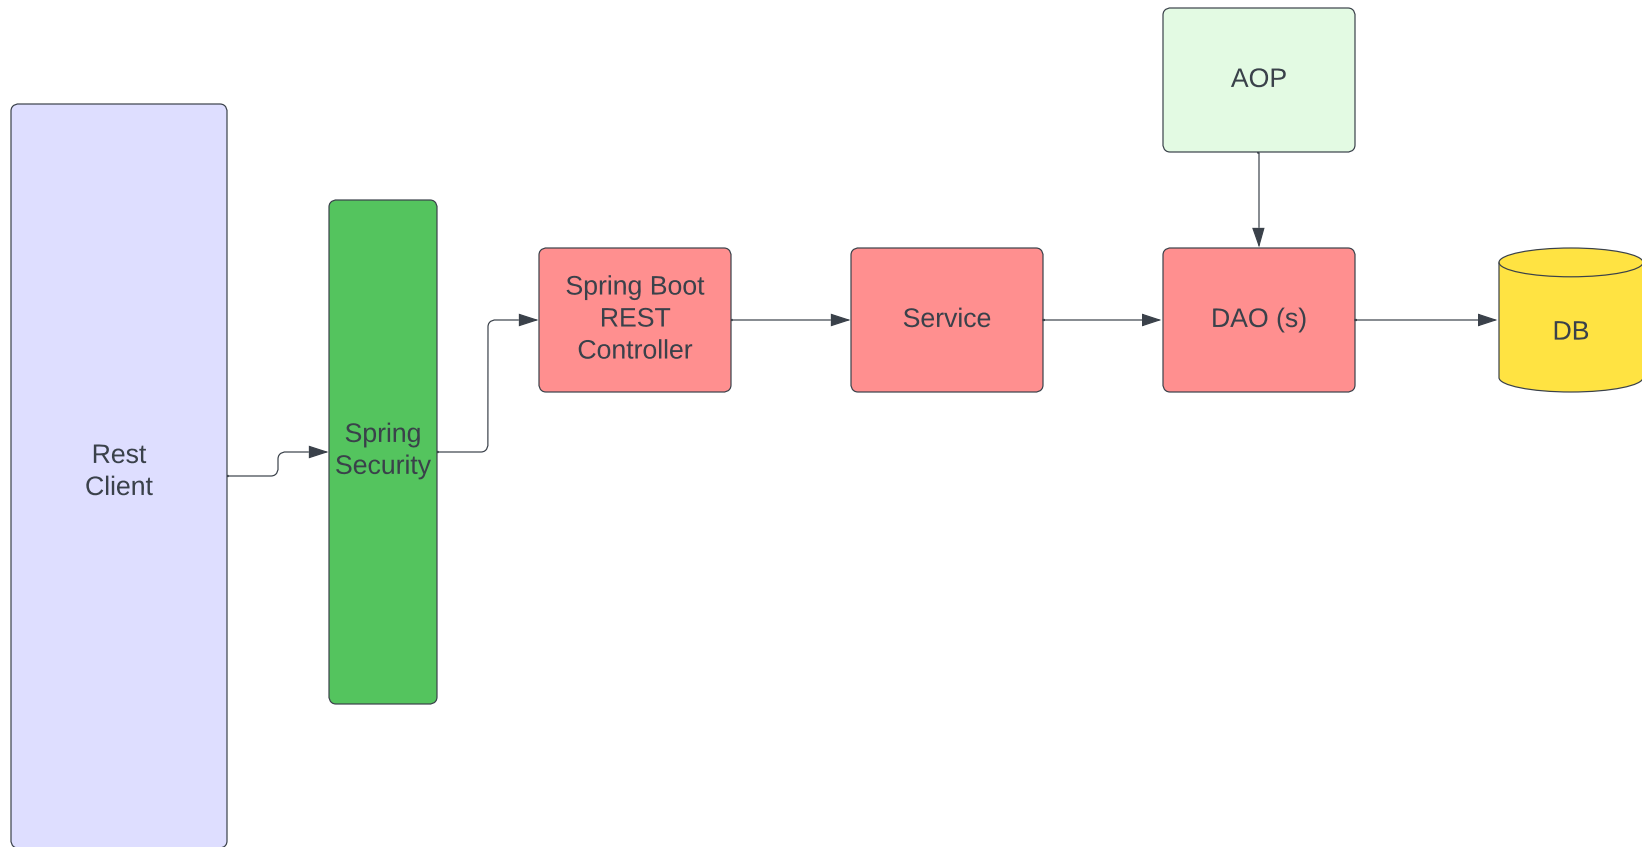 AOP
Rest
Client
Spring
Security
Spring Boot
REST
Controller
Service
DAO (s)
DB